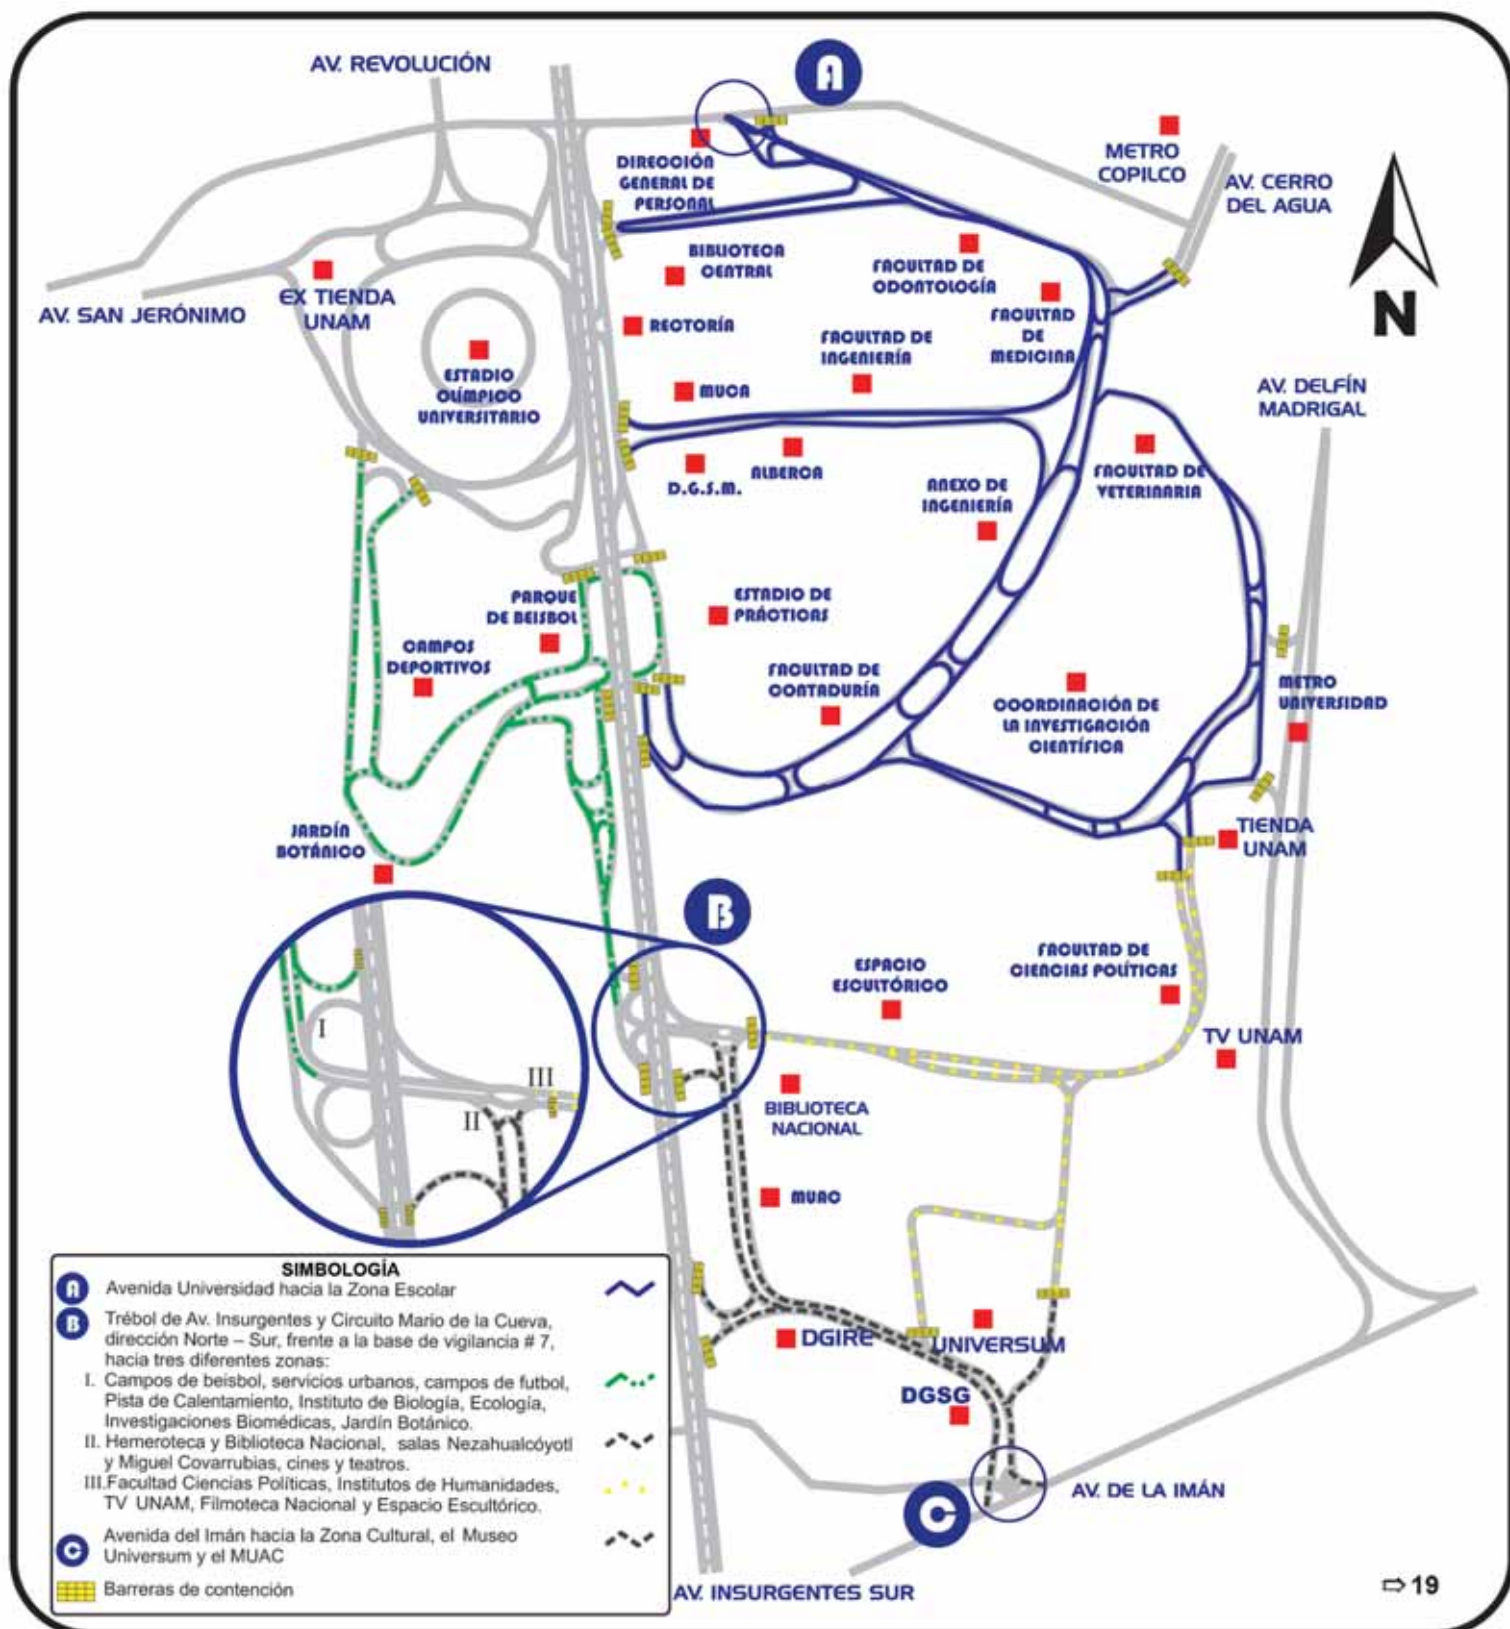 AV. REVOLUCIÓN
A
METRO
COPILCO
AV. CERRO
DEL AGUA
DIRECCIÓN
GENERAL DE
PERSONAL
N
BIBLIOTECA
CENTRAL
FACULTAD DE
ODONTOLOGÍA
EX TIENDA
UNAM
AV. SAN JERÓNIMO
RECTORÍA
FACULTAD
DE
MEDICINA
FACULTAD DE
INGENIERÍA
ESTADIO
OLÍMPICO
UNIVERSITARIO
MUCA
AV. DELFÍN
MADRIGAL
ALBERCA
D.G.S.M.
FACULTAD DE
VETERINARIA
ANEXO DE
INGENIERÍA
PARQUE
DE BEISBOL
ESTADIO DE
PRÁCTICAS
CAMPOS
DEPORTIVOS
FACULTAD DE
CONTADURÍA
METRO
UNIVERSIDAD
COORDINACIÓN DE
LA INVESTIGACIÓN
CIENTÍFICA
JARDÍN
BOTÁNICO
TIENDA
UNAM
B
ESPACIO
ESCULTÓRICO
FACULTAD DE
CIENCIAS POLÍTICAS
I
III
II
TV UNAM
BIBLIOTECA
NACIONAL
MUAC
DGIRE
UNIVERSUM
DGSG
C
AV. DE LA IMÁN
SIMBOLOGÍA
A Avenida Universidad hacia la Zona Escolar
B Trébol de Av. Insurgentes y Circuito Mario de la Cueva,
dirección Norte – Sur, frente a la base de vigilancia # 7,
hacia tres diferentes zonas:
I. Campos de beisbol, servicios urbanos, campos de futbol,
Pista de Calentamiento, Instituto de Biología, Ecología,
Investigaciones Biomédicas, Jardín Botánico.
II. Hemeroteca y Biblioteca Nacional, salas Nezahualcóyotl
y Miguel Covarrubias, cines y teatros.
III.Facultad Ciencias Políticas, Institutos de Humanidades,
TV UNAM, Filmoteca Nacional y Espacio Escultórico.
C Avenida del Imán hacia la Zona Cultural, el Museo
Universum y el MUAC
Barreras de contención
AV. INSURGENTES SUR
⇨ 19